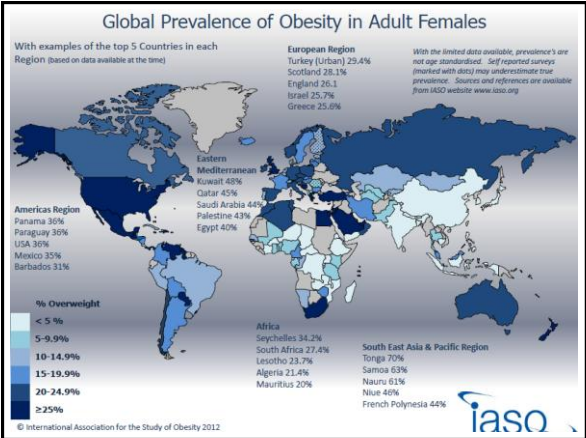 Global Prevalence of Obesity in Adult Females
With examples of the top 5 Countries in each
Region (based on data available at the time)
European Region
Turkey (Urban) 29.4%
Scotland 28.1%
England 26.1
Israel 25.7%
Greece 25.6%
With the limited data available, prevalence's are
not age standardised. Self reported surveys
(marked with dots) may underestimate true
prevalence. Sources and references are available
from IASO website www.iaso.org
Eastern
Mediterranean
Kuwait 48%
Qatar 45%
Saudi Arabia 44%
Palestine 43%
Egypt 40%
Americas Region
Panama 36%
Paraguay 36%
USA 36%
Mexico 35%
Barbados 31%
% Overweight
< 5 %
5-9.9%
10-14.9%
15-19.9%
20-24.9%
≥25%
Africa
Seychelles 34.2%
South Africa 27.4%
Lesotho 23.7%
Algeria 21.4%
Mauritius 20%
South East Asia & Pacific Region
Tonga 70%
Samoa 63%
Nauru 61%
Niue 46%
French Polynesia 44%
© International Association for the Study of Obesity 2012
iaso